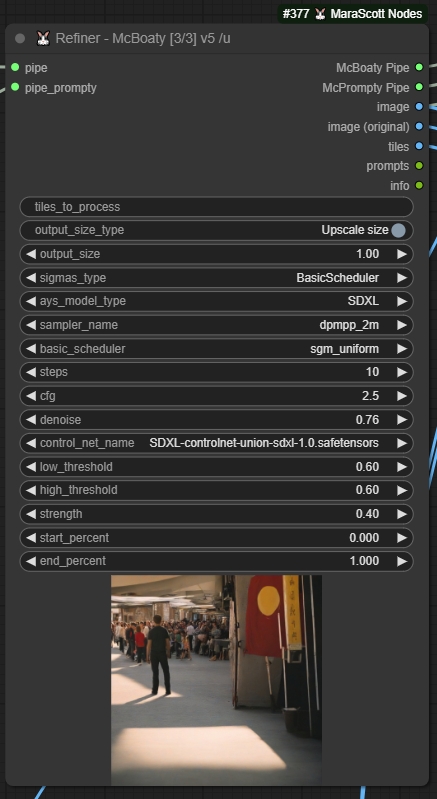 #377 MaraScott Nodes
Refiner - McBoaty [3/3] v5 /u
pipe McBoaty Pipe
pipe_prompty McPrompty Pipe
image
image (original)
tiles
prompts
info
tiles_to_process
output_size_type Upscale size
output_size 1.00
sigmas_type BasicScheduler
ays_model_type SDXL
sampler_name dpmpp_2m
basic_scheduler sgm_uniform
steps 10
cfg 2.5
denoise 0.76
control_net_name SDXL-controlnet-union-sdxl-1.0.safetensors
low_threshold 0.60
high_threshold 0.60
strength 0.40
start_percent 0.000
end_percent 1.000